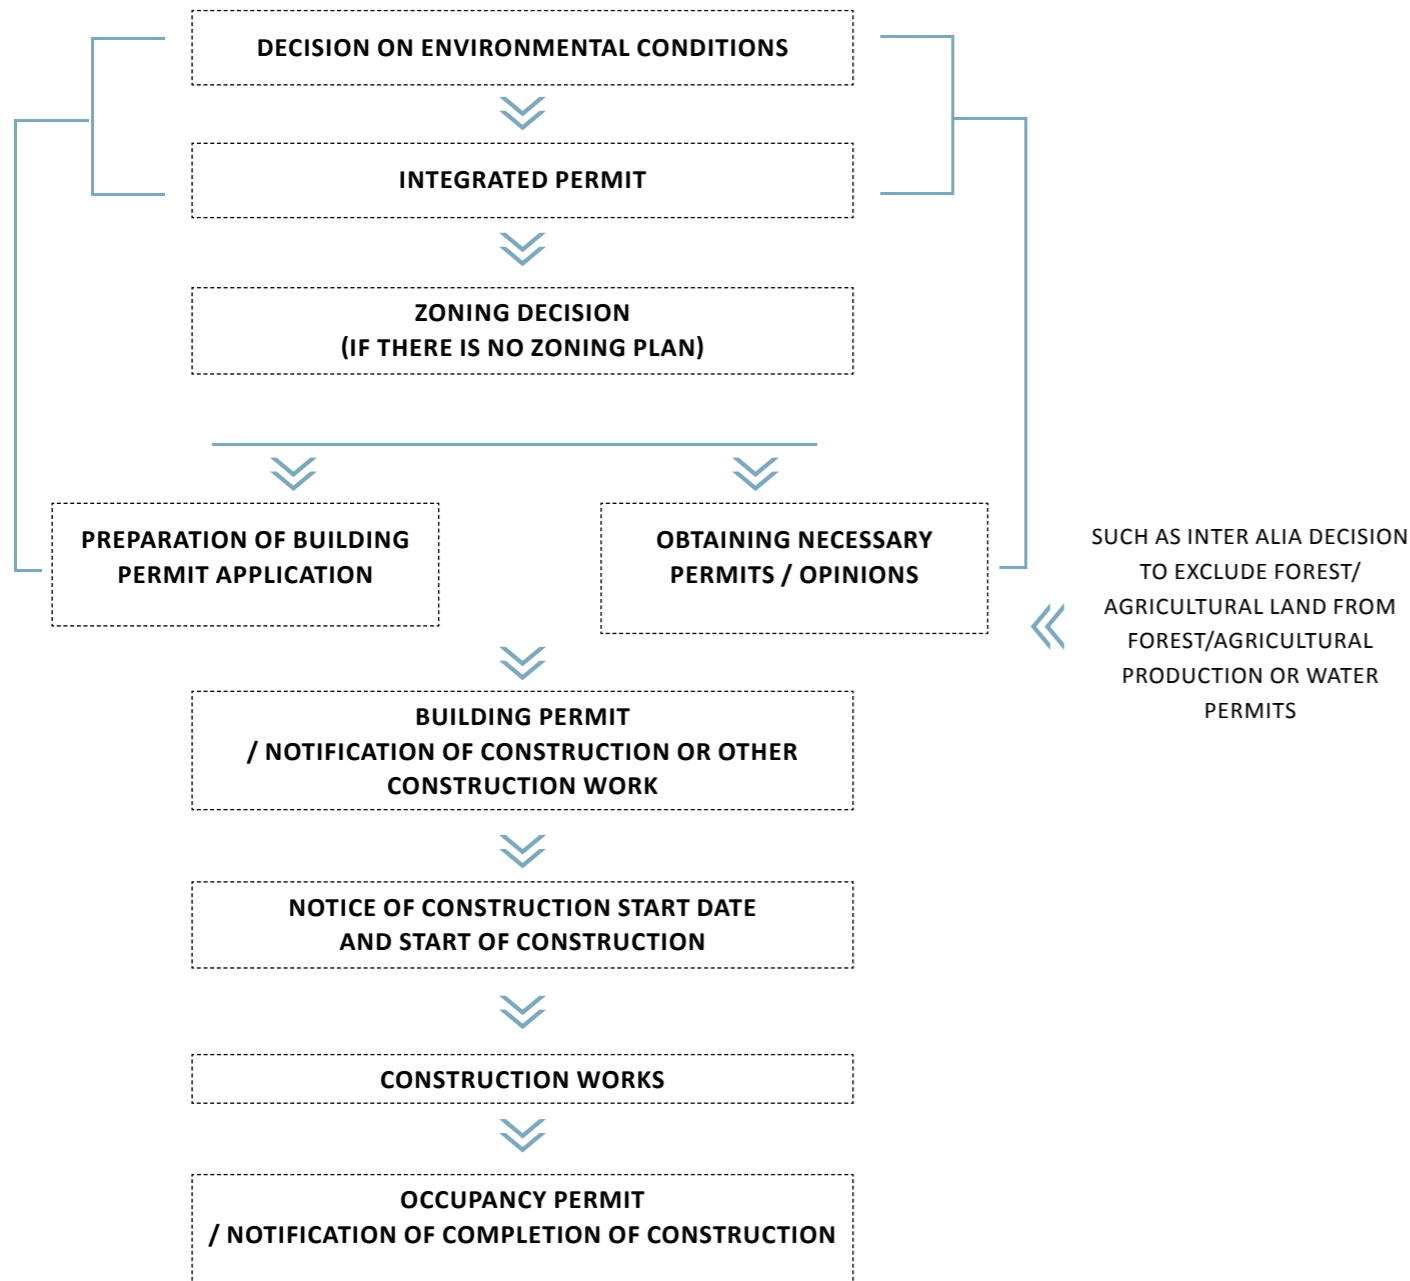 DECISION ON ENVIRONMENTAL CONDITIONS
INTEGRATED PERMIT
ZONING DECISION
(IF THERE IS NO ZONING PLAN)
PREPARATION OF BUILDING
PERMIT APPLICATION
OBTAINING NECESSARY
PERMITS / OPINIONS
SUCH AS INTER ALIA DECISION
TO EXCLUDE FOREST/
AGRICULTURAL LAND FROM
FOREST/AGRICULTURAL
PRODUCTION OR WATER
PERMITS
BUILDING PERMIT
/ NOTIFICATION OF CONSTRUCTION OR OTHER
CONSTRUCTION WORK
NOTICE OF CONSTRUCTION START DATE
AND START OF CONSTRUCTION
CONSTRUCTION WORKS
OCCUPANCY PERMIT
/ NOTIFICATION OF COMPLETION OF CONSTRUCTION